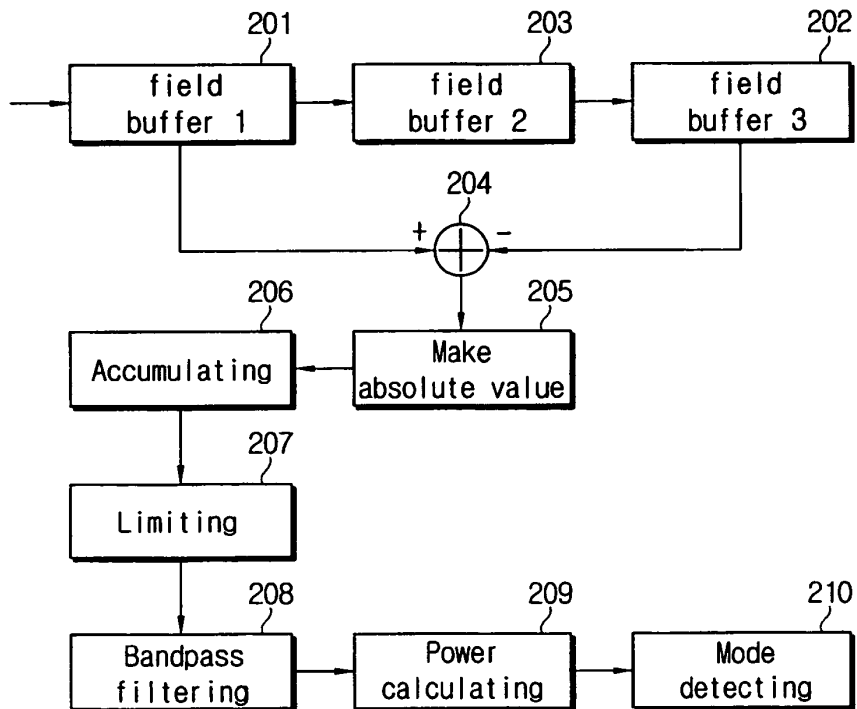 201
203
202
field
buffer 1
field
buffer 2
field
buffer 3
204
+
-
206
205
Accumulating
Make
absolute value
207
Limiting
208
209
210
Bandpass
filtering
Power
calculating
Mode
detecting